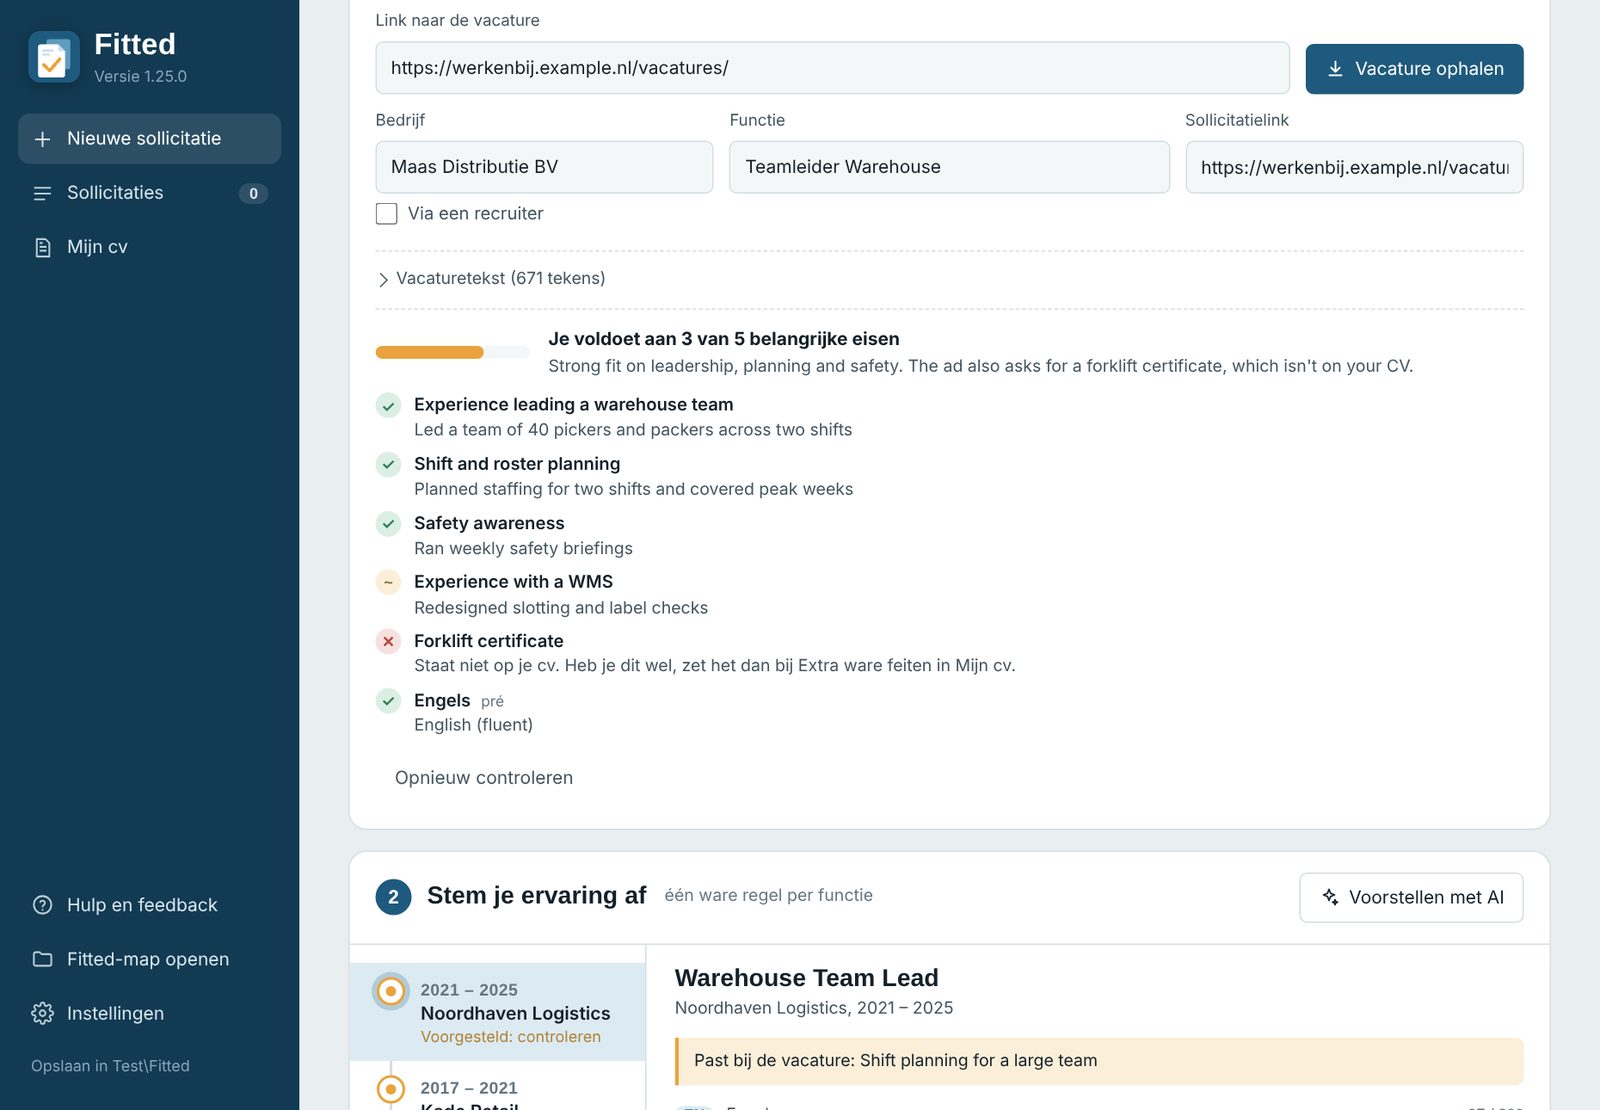 Fitted
Versie 1.25.0
Nieuwe sollicitatie
Sollicitaties 0
Mijn cv
Hulp en feedback
Fitted-map openen
Instellingen
Opslaan in Test\Fitted
Link naar de vacature
https://werkenbij.example.nl/vacatures/
Vacature ophalen
Bedrijf Functie Sollicitatielink
Maas Distributie BV Teamleider Warehouse https://werkenbij.example.nl/vacatur
Via een recruiter
Vacaturetekst (671 tekens)
Je voldoet aan 3 van 5 belangrijke eisen
Strong fit on leadership, planning and safety. The ad also asks for a forklift certificate, which isn't on your CV.
Experience leading a warehouse team
Led a team of 40 pickers and packers across two shifts
Shift and roster planning
Planned staffing for two shifts and covered peak weeks
Safety awareness
Ran weekly safety briefings
~ Experience with a WMS
Redesigned slotting and label checks
Forklift certificate
Staat niet op je cv. Heb je dit wel, zet het dan bij Extra ware feiten in Mijn cv.
Engels pré
English (fluent)
Opnieuw controleren
2 Stem je ervaring af één ware regel per functie
Voorstellen met AI
2021 – 2025
Noordhaven Logistics
Voorgesteld: controleren
2017 – 2021
Warehouse Team Lead
Noordhaven Logistics, 2021 – 2025
Past bij de vacature: Shift planning for a large team